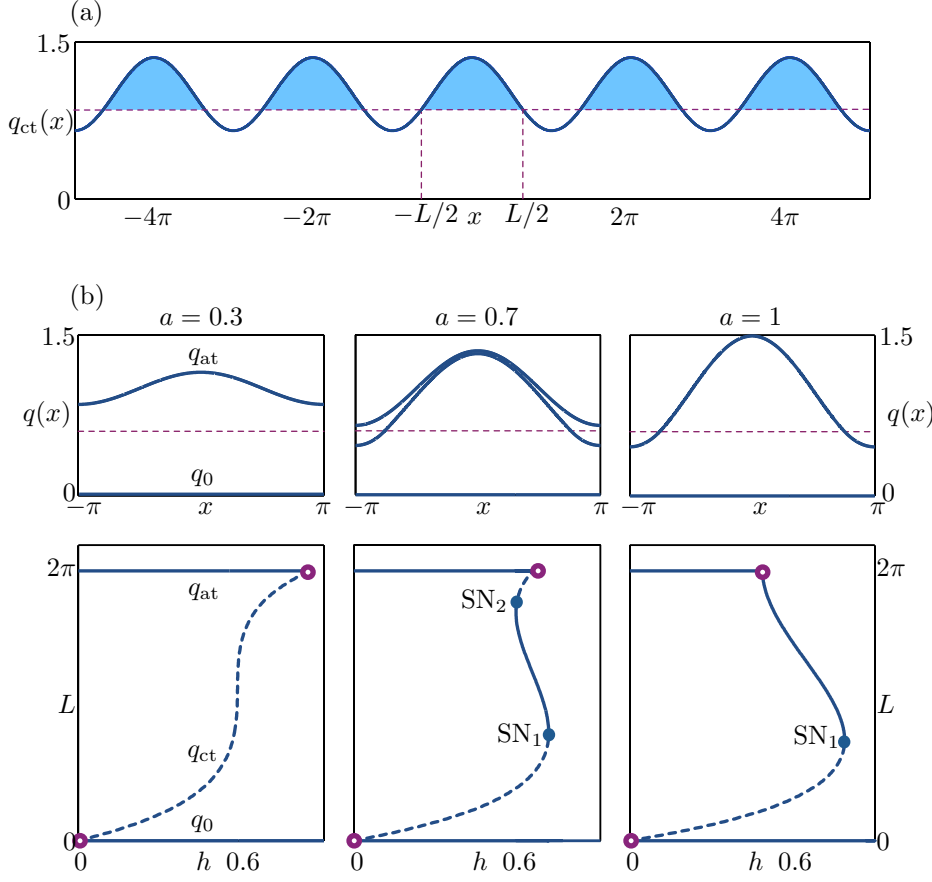 (a)
1.5
q_ct(x)
0
−4π −2π −L/2 x L/2 2π 4π
(b)
a = 0.3 a = 0.7 a = 1
1.5 1.5
q_at
q(x) q(x)
q_0
0 0
−π x π −π x π −π x π
2π 2π
q_at
SN_2
L L
SN_1 SN_1
q_ct
q_0
0 0
0 h 0.6 0 h 0.6 0 h 0.6